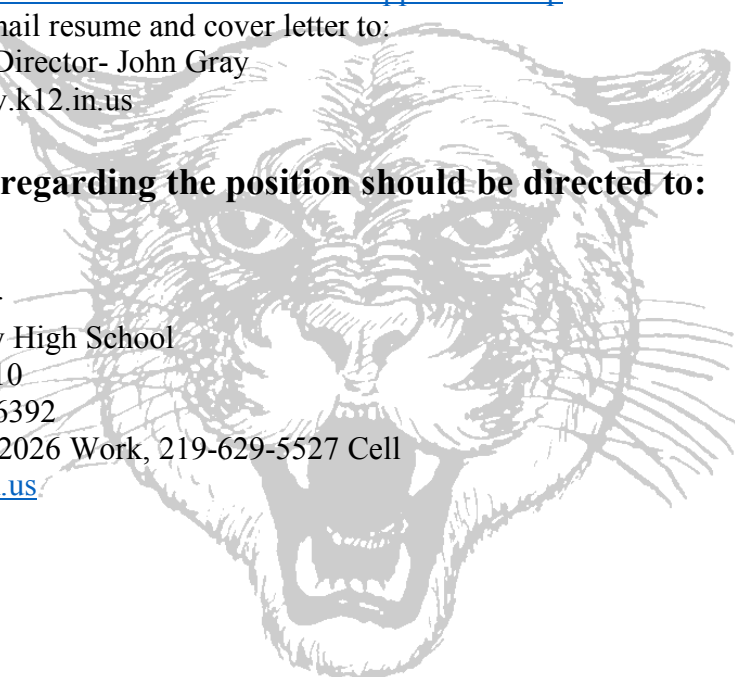 nail resume and cover letter to:
Director- John Gray
y.k12.in.us
regarding the position should be directed to:
y High School
10
6392
2026 Work, 219-629-5527 Cell
.us